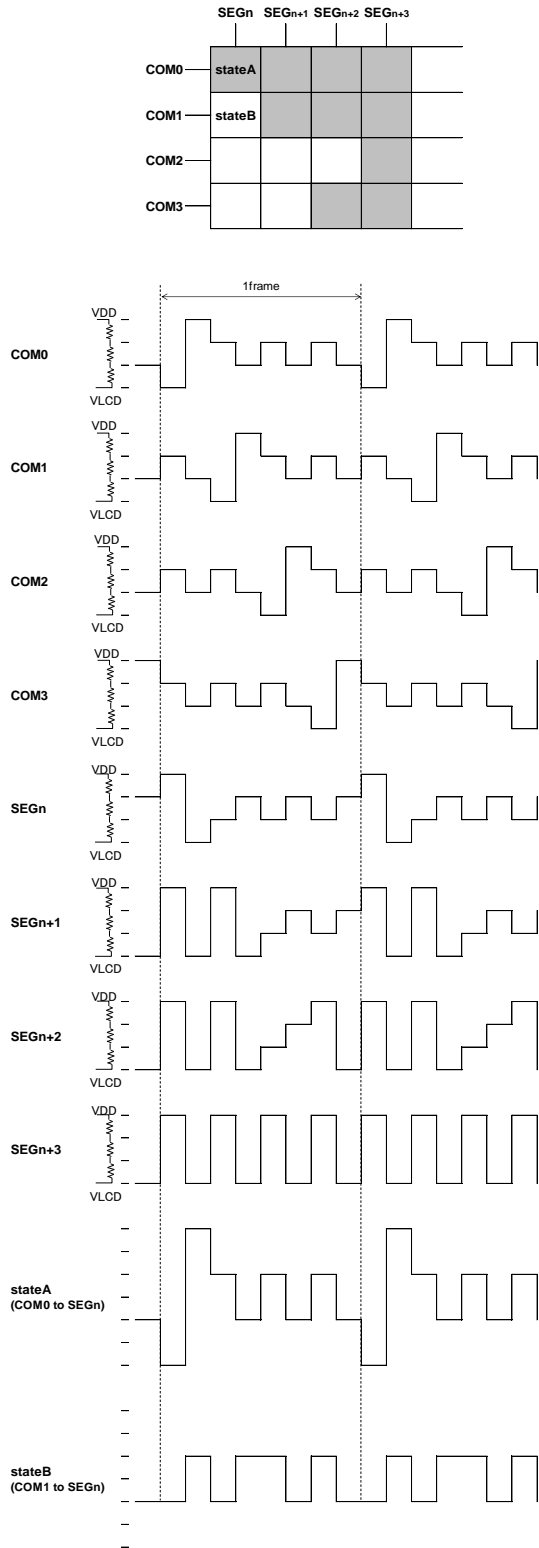 SEGn SEGn+1 SEGn+2 SEGn+3
COM0 stateA
COM1 stateB
COM2
COM3
1frame
VDD
COM0
VLCD
VDD
COM1
VLCD
VDD
COM2
VLCD
VDD
COM3
VLCD
VDD
SEGn
VLCD
VDD
SEGn+1
VLCD
VDD
SEGn+2
VLCD
VDD
SEGn+3
VLCD
stateA
(COM0 to SEGn)
stateB
(COM1 to SEGn)